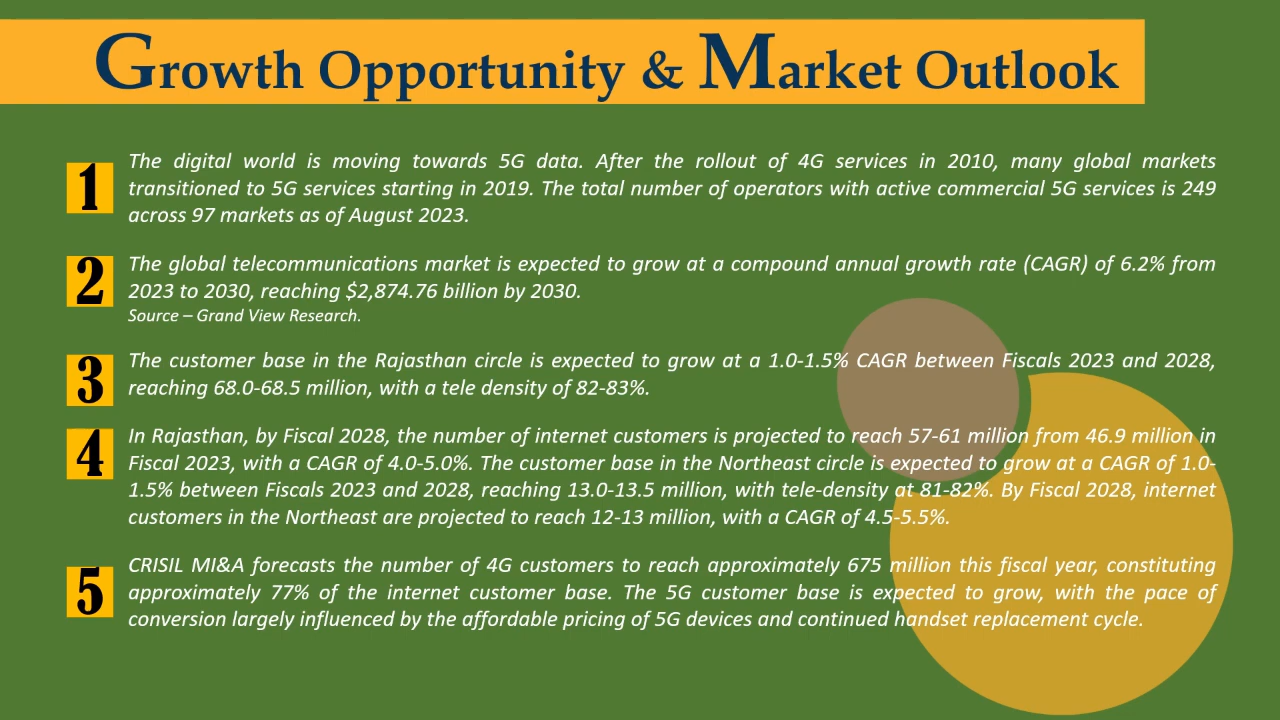 Growth Opportunity & Market Outlook
1
The digital world is moving towards 5G data. After the rollout of 4G services in 2010, many global markets
transitioned to 5G services starting in 2019. The total number of operators with active commercial 5G services is 249
across 97 markets as of August 2023.
2
The global telecommunications market is expected to grow at a compound annual growth rate (CAGR) of 6.2% from
2023 to 2030, reaching $2,874.76 billion by 2030.
Source – Grand View Research.
3
The customer base in the Rajasthan circle is expected to grow at a 1.0-1.5% CAGR between Fiscals 2023 and 2028,
reaching 68.0-68.5 million, with a tele density of 82-83%.
4
In Rajasthan, by Fiscal 2028, the number of internet customers is projected to reach 57-61 million from 46.9 million in
Fiscal 2023, with a CAGR of 4.0-5.0%. The customer base in the Northeast circle is expected to grow at a CAGR of 1.0-
1.5% between Fiscals 2023 and 2028, reaching 13.0-13.5 million, with tele-density at 81-82%. By Fiscal 2028, internet
customers in the Northeast are projected to reach 12-13 million, with a CAGR of 4.5-5.5%.
5
CRISIL MI&A forecasts the number of 4G customers to reach approximately 675 million this fiscal year, constituting
approximately 77% of the internet customer base. The 5G customer base is expected to grow, with the pace of
conversion largely influenced by the affordable pricing of 5G devices and continued handset replacement cycle.